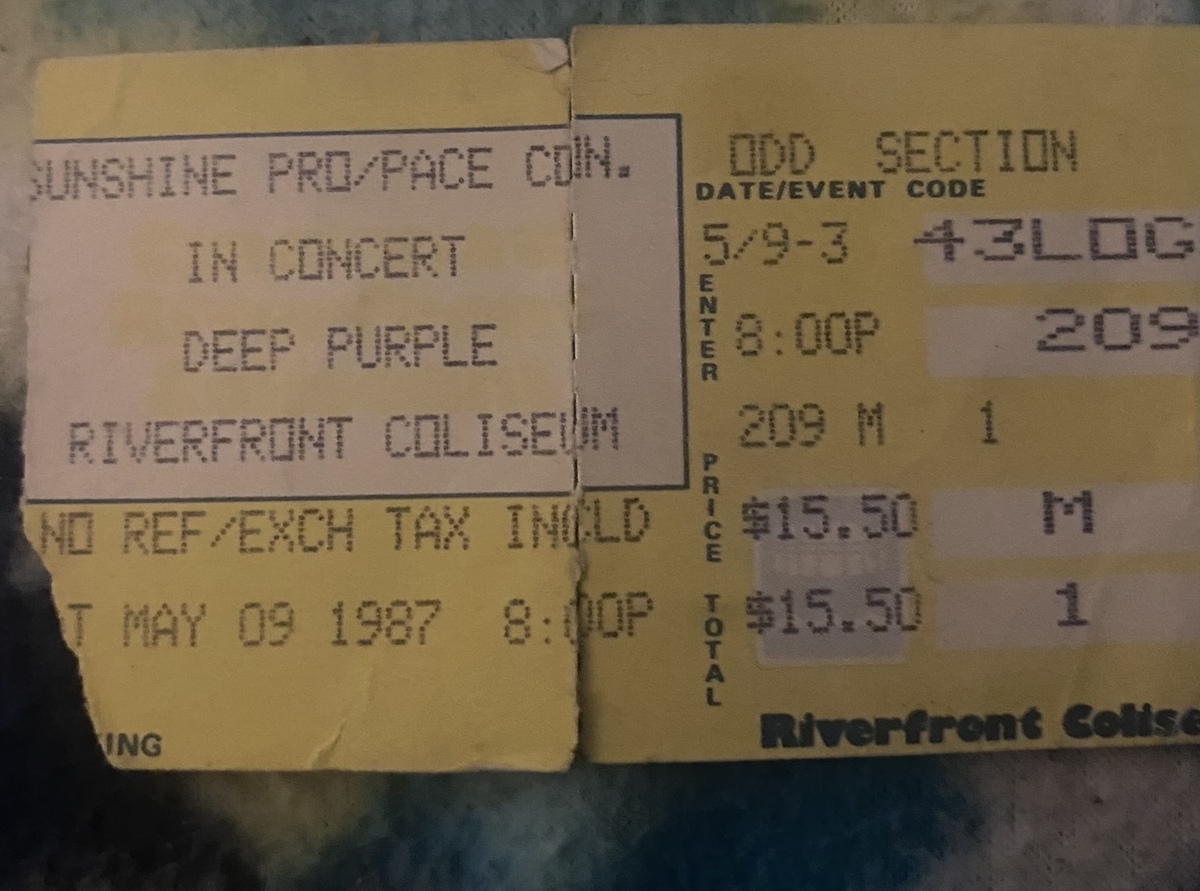 SUNSHINE PRO/PACE CON.
IN CONCERT
DEEP PURPLE
RIVERFRONT COLISEUM
NO REF/EXCH TAX INCLD
T MAY 09 1987 8:00P
ING
ODD SECTION
DATE/EVENT CODE
5/9-3 43LOG
ENTER
8:00P 209
209 M 1
PRICE
$15.50 M
TOTAL
$15.50 1
Riverfront Colise